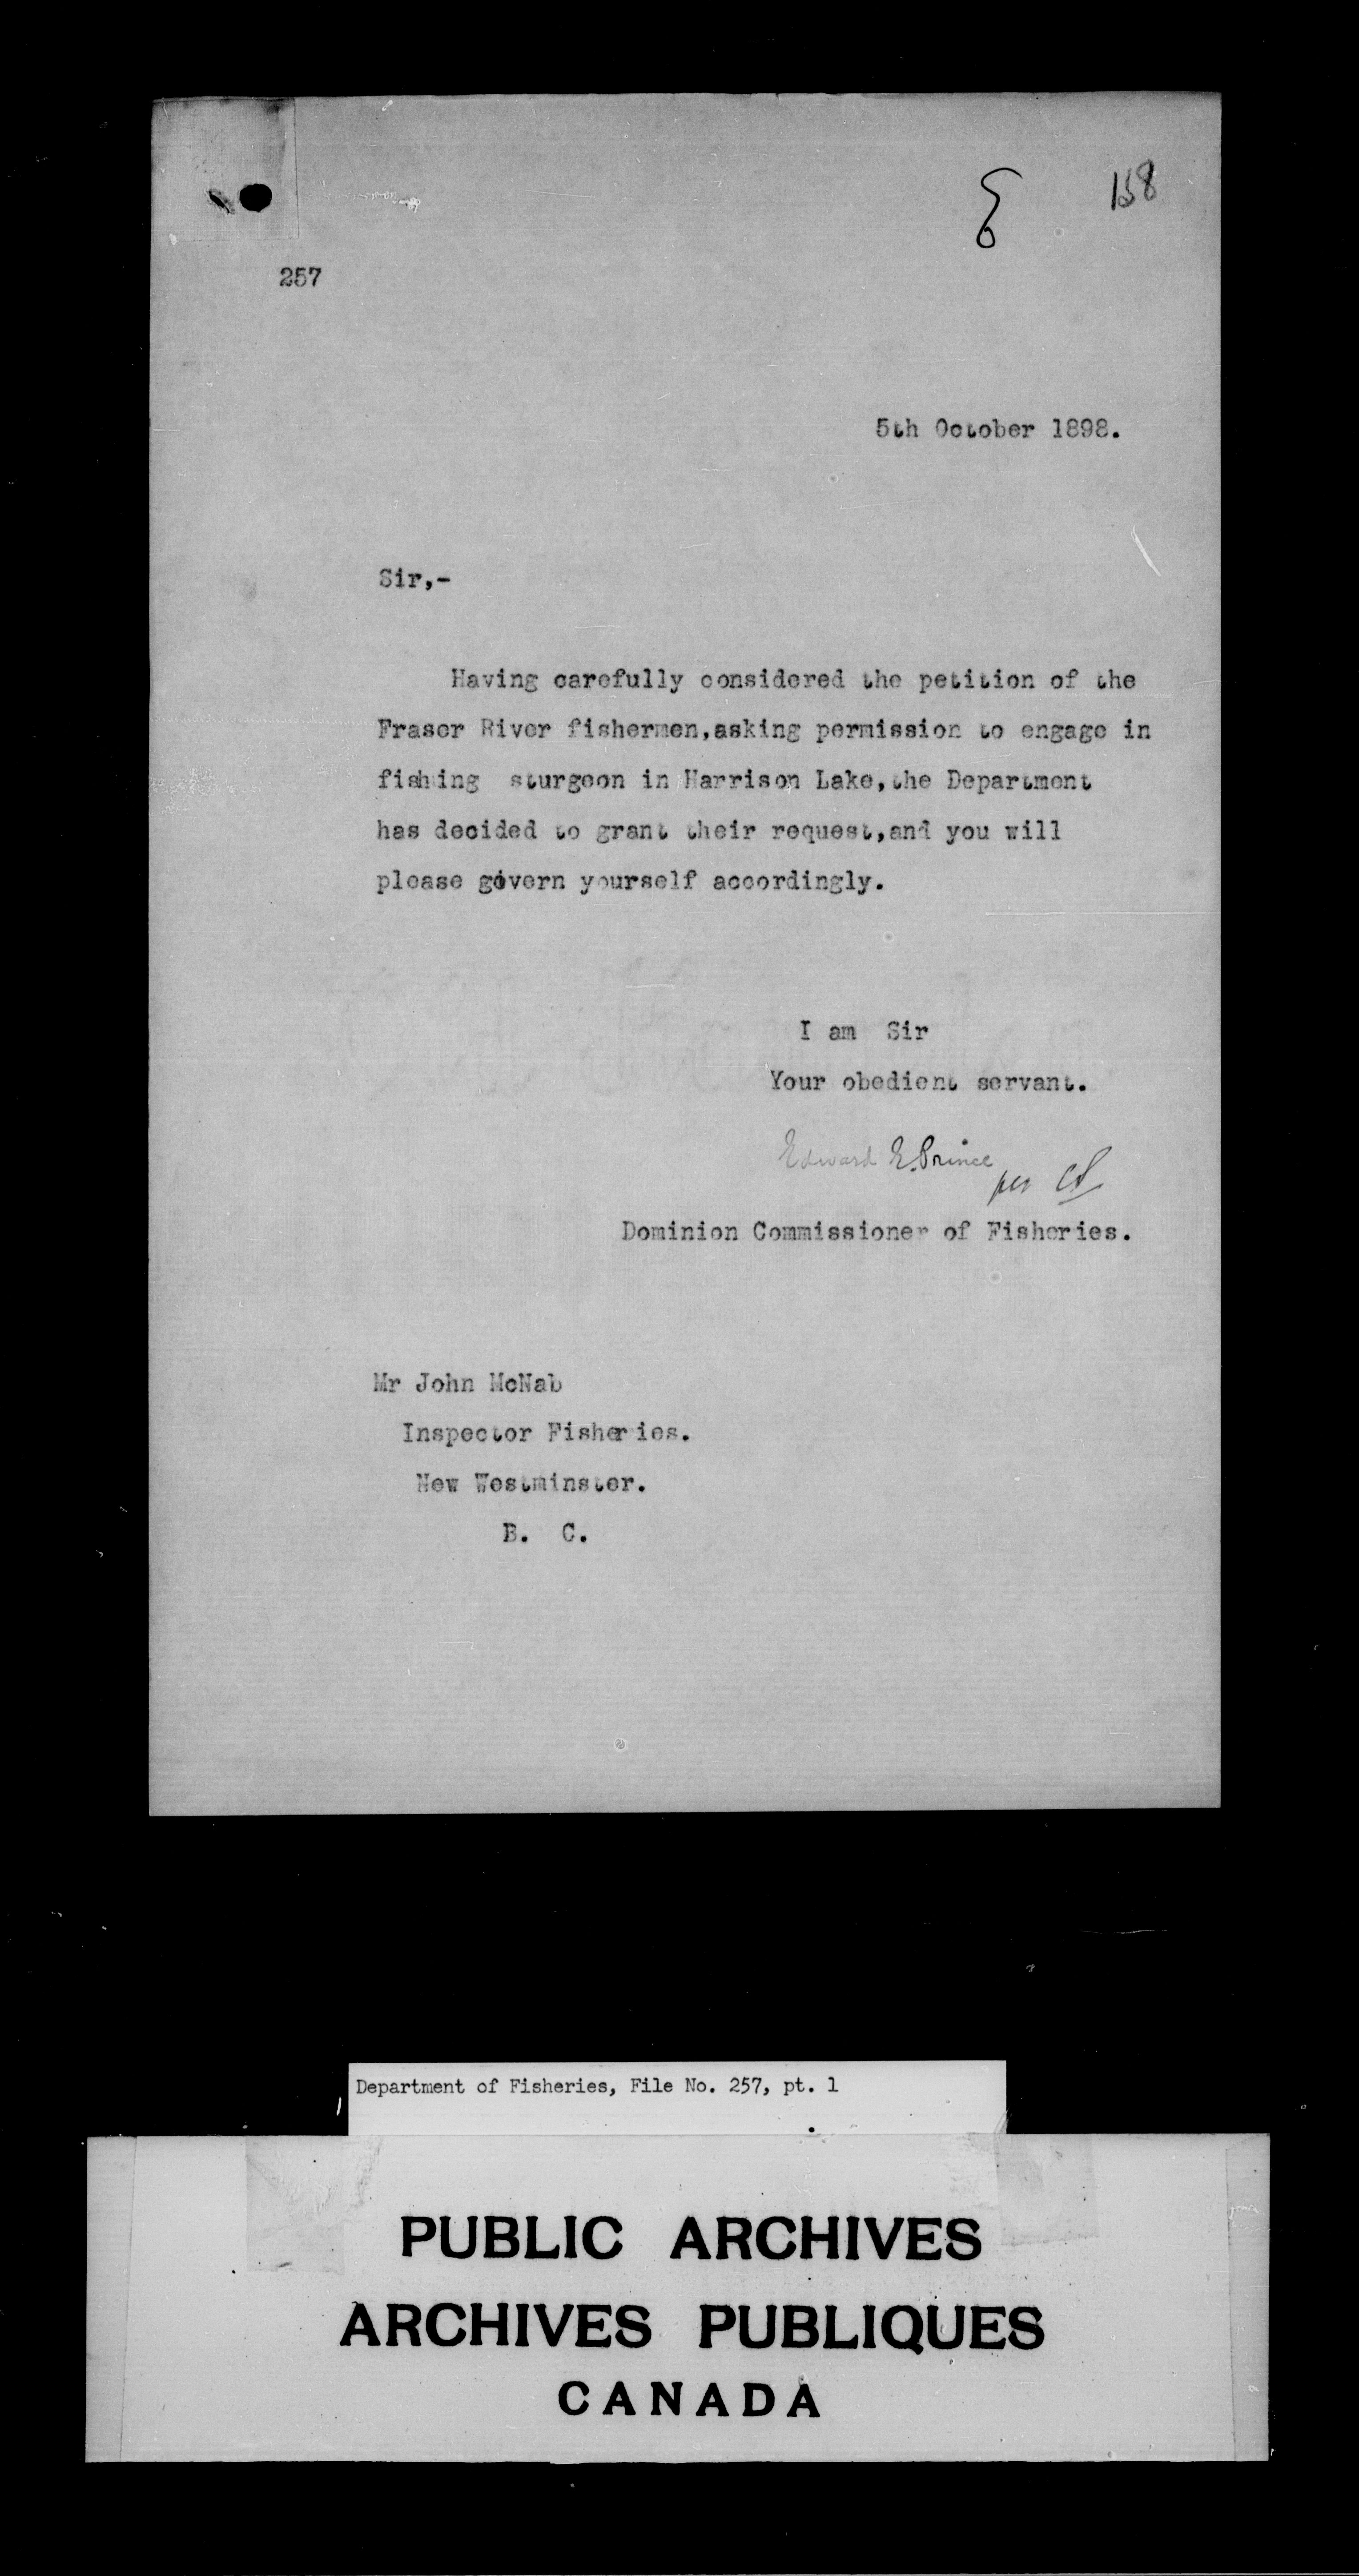 158
257
5th October 1898.
Sir,-
Having carefully considered the petition of the
Fraser River fishermen,asking permission to engage in
fishing sturgeon in Harrison Lake,the Department
has decided to grant their request,and you will
please govern yourself accordingly.
I am Sir
Your obedient servant.
Edward E. Prince
per
Dominion Commissioner of Fisheries.
Mr John McNab
Inspector Fisheries.
New Westminster.
B. C.
Department of Fisheries, File No. 257, pt. 1
PUBLIC ARCHIVES
ARCHIVES PUBLIQUES
CANADA